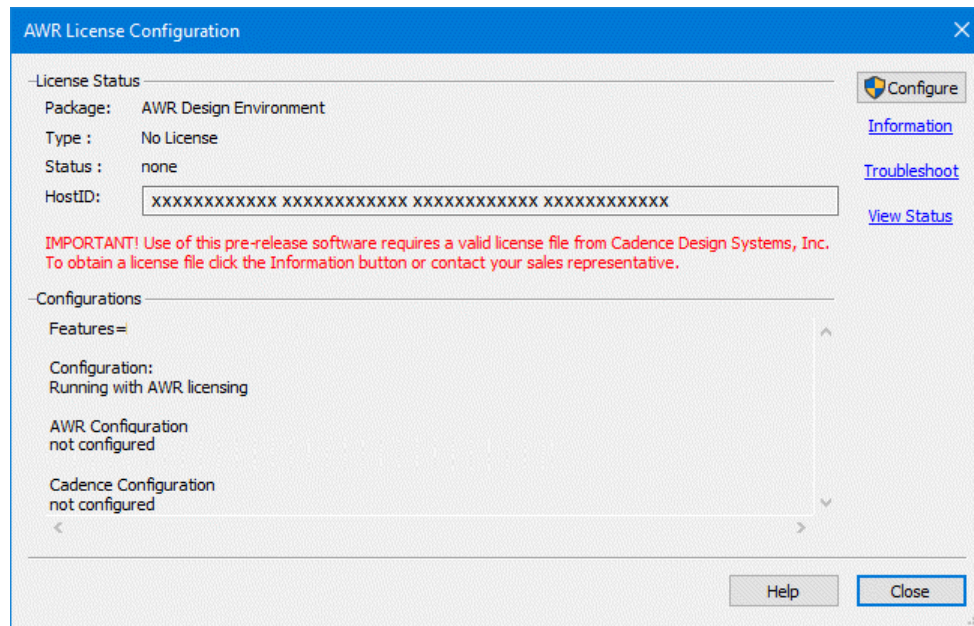 AWR License Configuration
License Status
Configure
Package: AWR Design Environment
Information
Type : No License
Troubleshoot
Status : none
HostID: xxxxxxxxxxxx xxxxxxxxxxxx xxxxxxxxxxxx xxxxxxxxxxxx
View Status
IMPORTANT! Use of this pre-release software requires a valid license file from Cadence Design Systems, Inc.
To obtain a license file click the Information button or contact your sales representative.
Configurations
Features=
Configuration:
Running with AWR licensing
AWR Configuration
not configured
Cadence Configuration
not configured
Help
Close